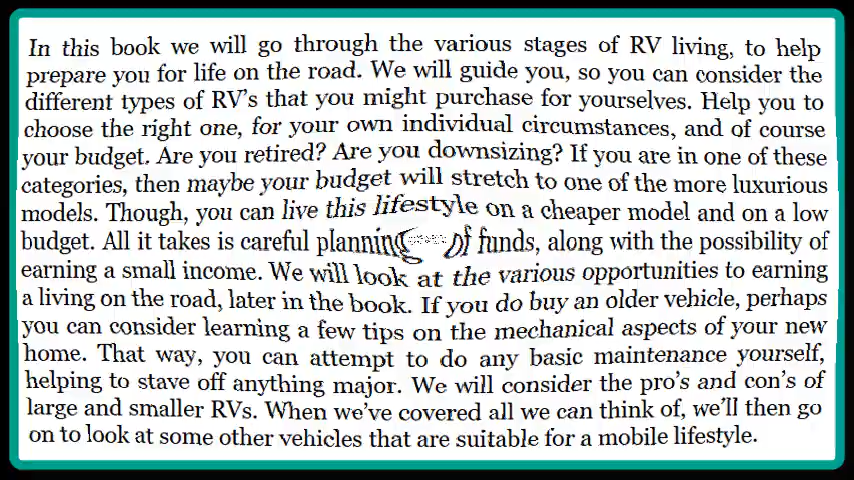 In this book we will go through the various stages of RV living, to help
prepare you for life on the road. We will guide you, so you can consider the
different types of RV's that you might purchase for yourselves. Help you to
choose the right one, for your own individual circumstances, and of course
your budget. Are you retired? Are you downsizing? If you are in one of these
categories, then maybe your budget will stretch to one of the more luxurious
models. Though, you can live this lifestyle on a cheaper model and on a low
budget. All it takes is careful planning of funds, along with the possibility of
earning a small income. We will look at the various opportunities to earning
a living on the road, later in the book. If you do buy an older vehicle, perhaps
you can consider learning a few tips on the mechanical aspects of your new
home. That way, you can attempt to do any basic maintenance yourself,
helping to stave off anything major. We will consider the pro's and con's of
large and smaller RVs. When we've covered all we can think of, we'll then go
on to look at some other vehicles that are suitable for a mobile lifestyle.